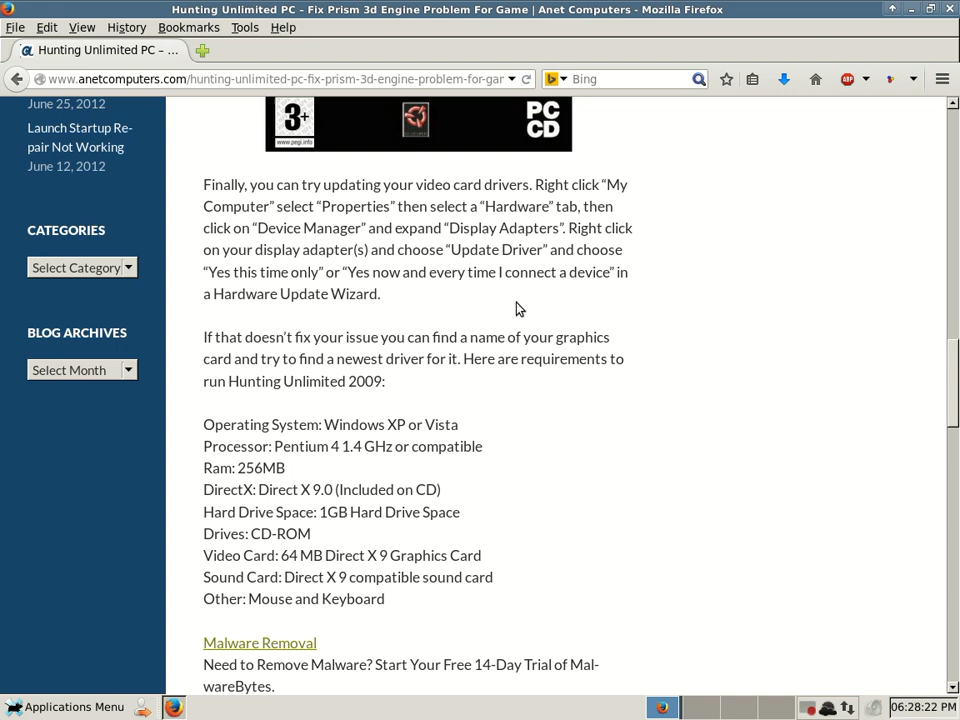 Hunting Unlimited PC – Fix Prism 3d Engine Problem For Game | Anet Computers - Mozilla Firefox
File Edit View History Bookmarks Tools Help
Hunting Unlimited PC – ...
www.anetcomputers.com/hunting-unlimited-pc-fix-prism-3d-engine-problem-for-gar
Bing
ABP
June 25, 2012
Launch Startup Re-
pair Not Working
June 12, 2012
CATEGORIES
Select Category
BLOG ARCHIVES
Select Month
3+
www.pegi.info
PC
CD
Finally, you can try updating your video card drivers. Right click “My
Computer” select “Properties” then select a “Hardware” tab, then
click on “Device Manager” and expand “Display Adapters”. Right click
on your display adapter(s) and choose “Update Driver” and choose
“Yes this time only” or “Yes now and every time I connect a device” in
a Hardware Update Wizard.
If that doesn’t fix your issue you can find a name of your graphics
card and try to find a newest driver for it. Here are requirements to
run Hunting Unlimited 2009:
Operating System: Windows XP or Vista
Processor: Pentium 4 1.4 GHz or compatible
Ram: 256MB
DirectX: Direct X 9.0 (Included on CD)
Hard Drive Space: 1GB Hard Drive Space
Drives: CD-ROM
Video Card: 64 MB Direct X 9 Graphics Card
Sound Card: Direct X 9 compatible sound card
Other: Mouse and Keyboard
Malware Removal
Need to Remove Malware? Start Your Free 14-Day Trial of Mal-
wareBytes.
Applications Menu
06:28:22 PM